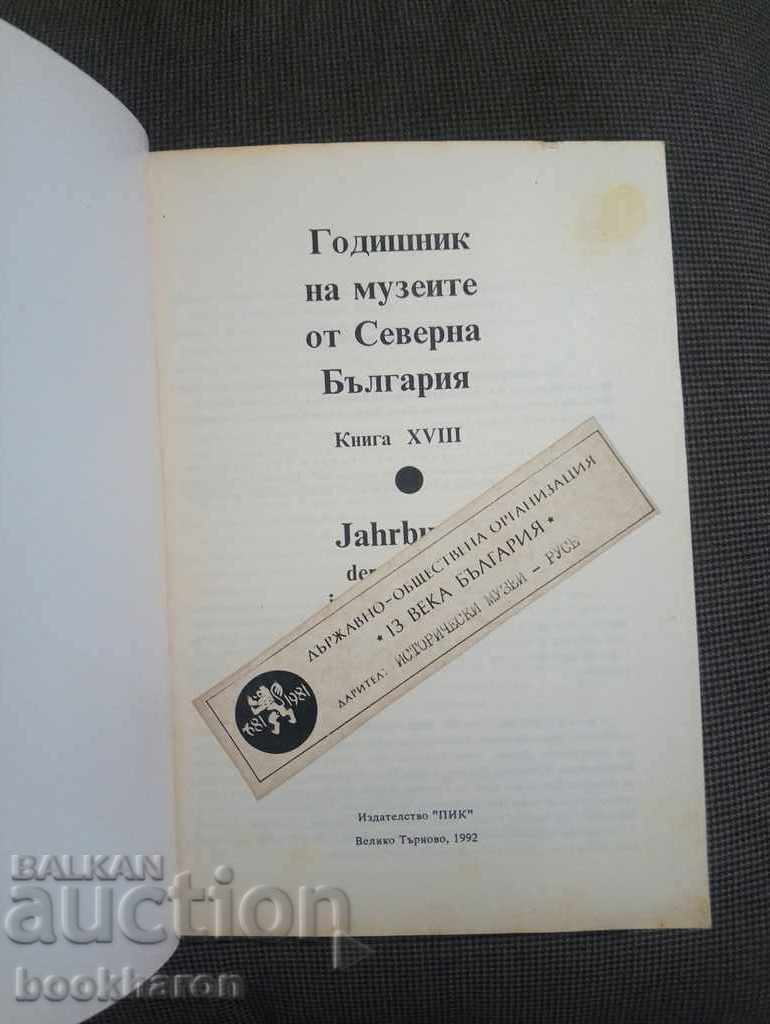 Годишник
на музеите
от Северна
България
Книга XVIII
Jahrbu
der
ДЪРЖАВНО-ОБЩЕСТВЕНА ОРГАНИЗАЦИЯ
* 13 ВЕКА БЪЛГАРИЯ *
ДАРИТЕЛ: ИСТОРИЧЕСКИ МУЗЕЙ - РУСЕ
681 1981
Издателство "ПИК"
Велико Търново, 1992
BALKAN
auction
bookharon